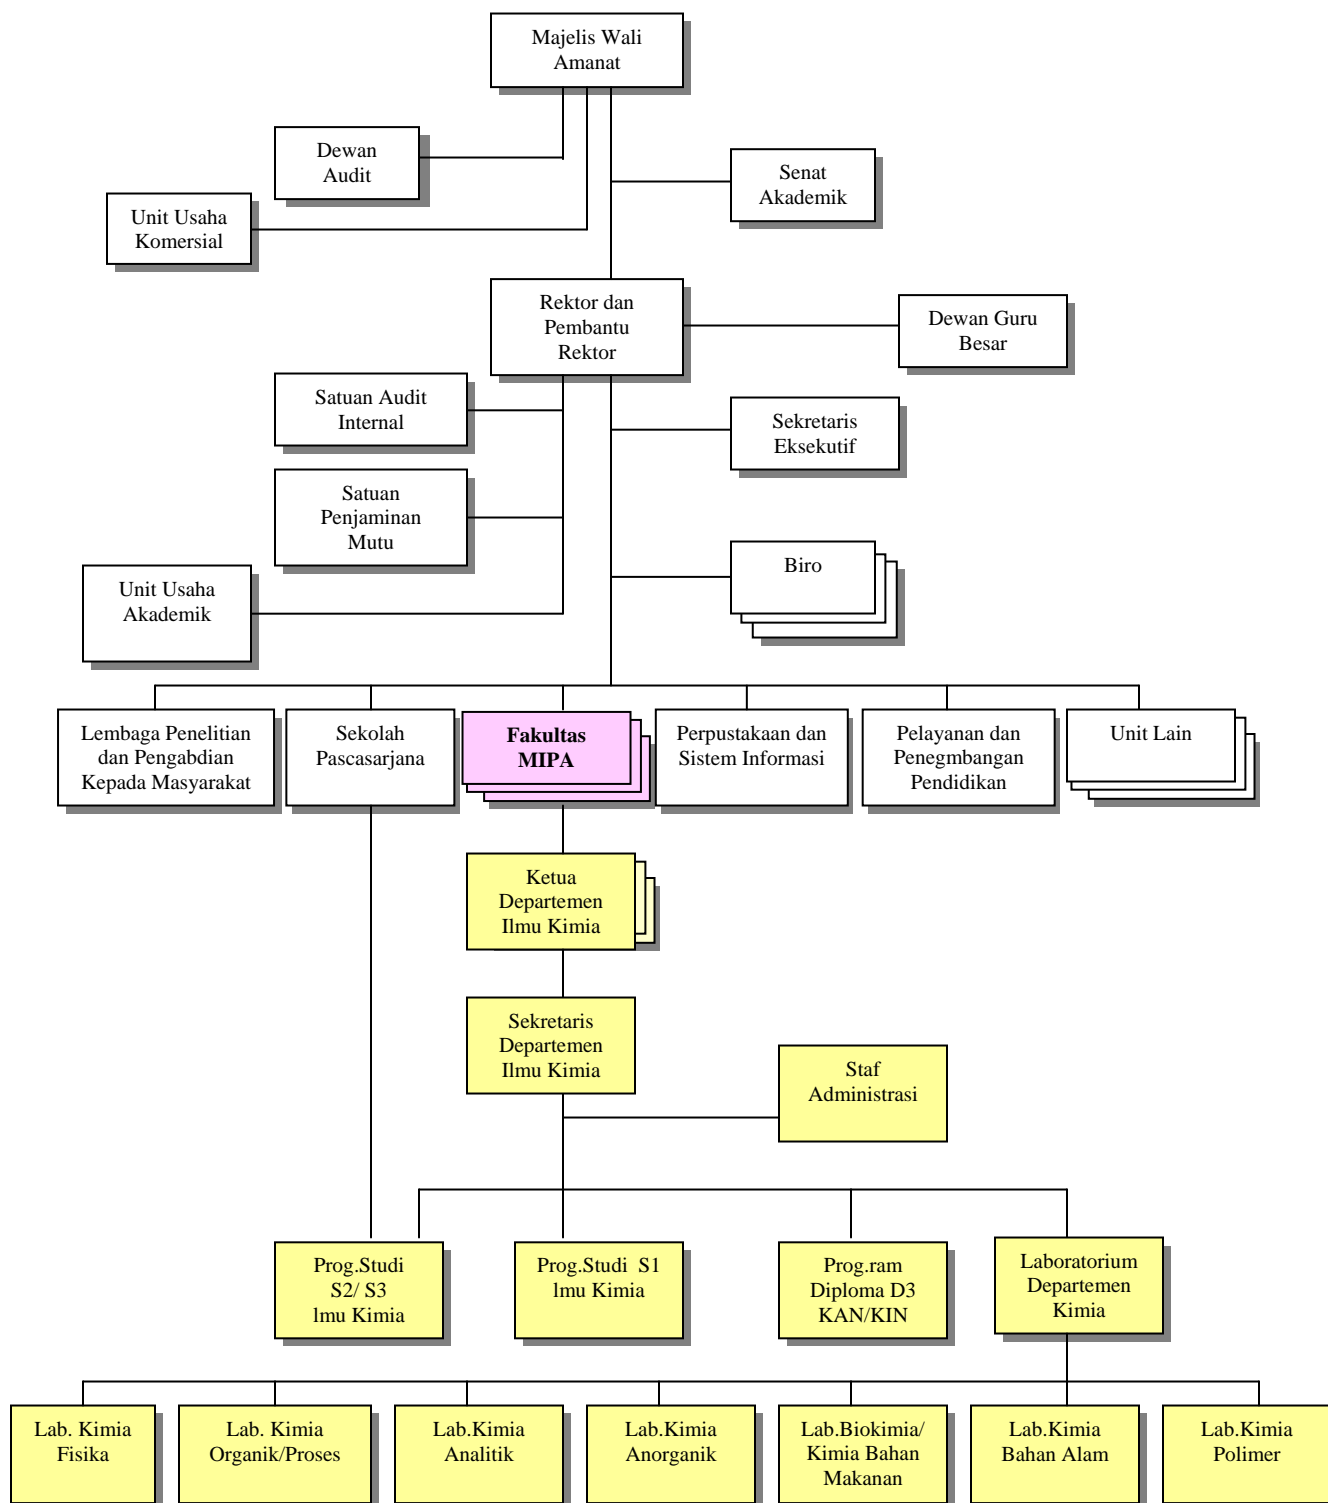 Majelis Wali
Amanat
Dewan
Audit
Senat
Akademik
Unit Usaha
Komersial
Rektor dan
Pembantu
Rektor
Dewan Guru
Besar
Satuan Audit
Internal
Sekretaris
Eksekutif
Satuan
Penjaminan
Mutu
Biro
Unit Usaha
Akademik
Lembaga Penelitian
dan Pengabdian
Kepada Masyarakat
Sekolah
Pascasarjana
Fakultas
MIPA
Perpustakaan dan
Sistem Informasi
Pelayanan dan
Penegmbangan
Pendidikan
Unit Lain
Ketua
Departemen
Ilmu Kimia
Sekretaris
Departemen
Ilmu Kimia
Staf
Administrasi
Prog.Studi
S2/ S3
lmu Kimia
Prog.Studi S1
lmu Kimia
Prog.ram
Diploma D3
KAN/KIN
Laboratorium
Departemen
Kimia
Lab. Kimia
Fisika
Lab. Kimia
Organik/Proses
Lab.Kimia
Analitik
Lab.Kimia
Anorganik
Lab.Biokimia/
Kimia Bahan
Makanan
Lab.Kimia
Bahan Alam
Lab.Kimia
Polimer